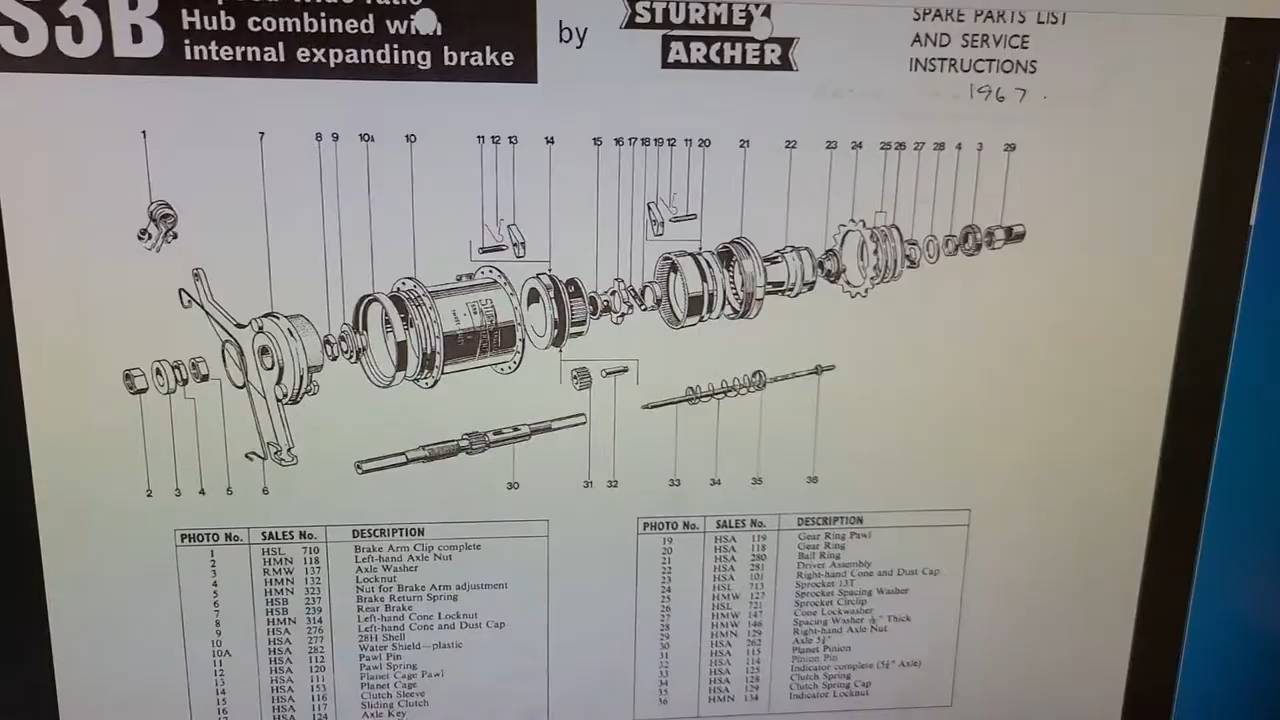 S3B
Hub combined with
internal expanding brake
by
STURMEY
ARCHER
SPARE PARTS LIST
AND SERVICE
INSTRUCTIONS
1967.
1 7 8 9 10A 10 11 12 13 14 15 16 17 18 19 12 11 20 21 22 23 24 25 26 27 28 4 3 29
2 3 4 5 6 30 31 32 33 34 35 36
PHOTO No. SALES No. DESCRIPTION
1 HSL 710 Brake Arm Clip complete
2 HMN 118 Left-hand Axle Nut
3 RMW 137 Axle Washer
4 HMN 132 Locknut
5 HMN 323 Nut for Brake Arm adjustment
6 HSB 237 Brake Return Spring
7 HSB 239 Rear Brake
8 HMN 314 Left-hand Cone Locknut
9 HSA 276 Left-hand Cone and Dust Cap
10 HSA 277 28H Shell
10A HSA 282 Water Shield—plastic
11 HSA 112 Pawl Pin
12 HSA 120 Pawl Spring
13 HSA 111 Planet Cage Pawl
14 HSA 153 Planet Cage
15 HSA 116 Clutch Sleeve
16 HSA 117 Sliding Clutch
17 HSA 124 Axle Key
PHOTO No. SALES No. DESCRIPTION
19 HSA 119 Gear Ring Pawl
20 HSA 118 Gear Ring
21 HSA 280 Ball Ring
22 HSA 281 Driver Assembly
23 HSA 101 Right-hand Cone and Dust Cap
24 HSL 713 Sprocket 13T
25 HMW 127 Sprocket Spacing Washer
26 HSL 721 Sprocket Circlip
27 HMW 147 Cone Lockwasher
28 HMW 146 Spacing Washer Thick
29 HMN 129 Right-hand Axle Nut
30 HSA 262 Axle
31 HSA 115 Planet Pinion
32 HSA 114 Pinion Pin
33 HSA 125 Indicator complete Axle)
34 HSA 128 Clutch Spring
35 HSA 129 Clutch Spring Cap
36 HMN 134 Indicator Locknut